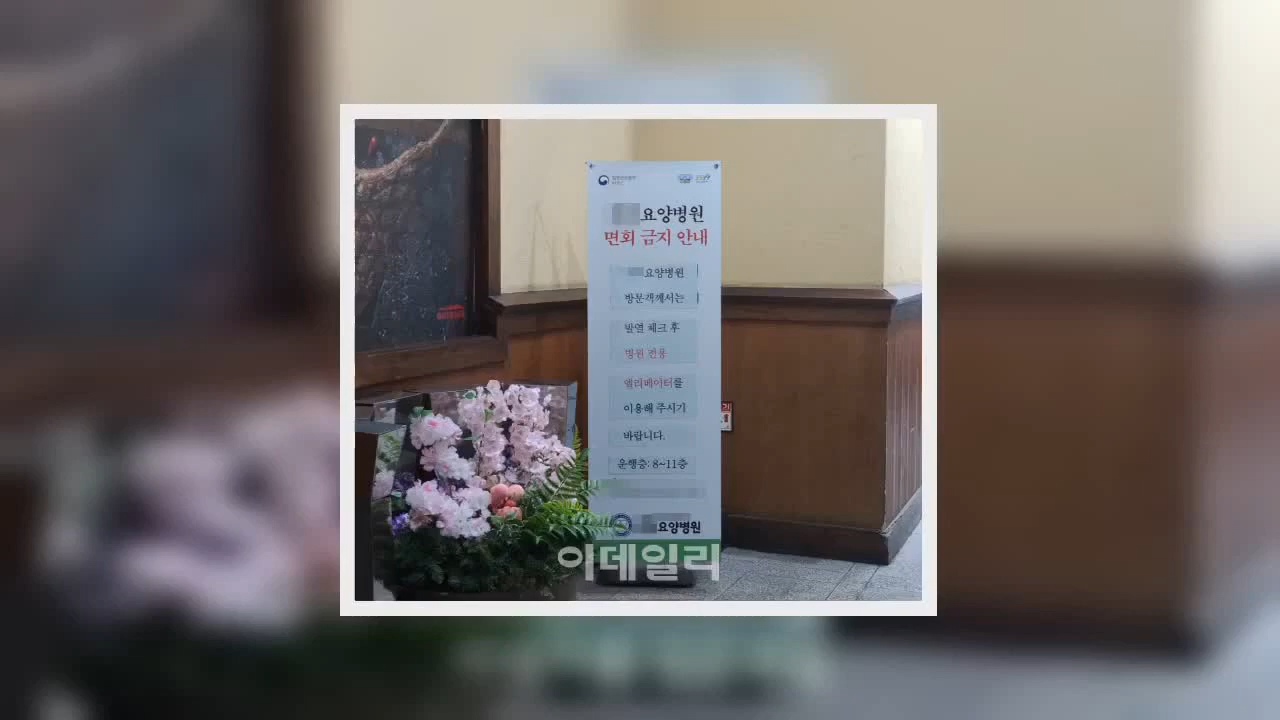 요양병원
면회 금지 안내
요양병원
방문객께서는
발열 체크 후
병원 전용
엘리베이터를
이용해 주시기
바랍니다.
운행층: 8~11층
요양병원
이데일리